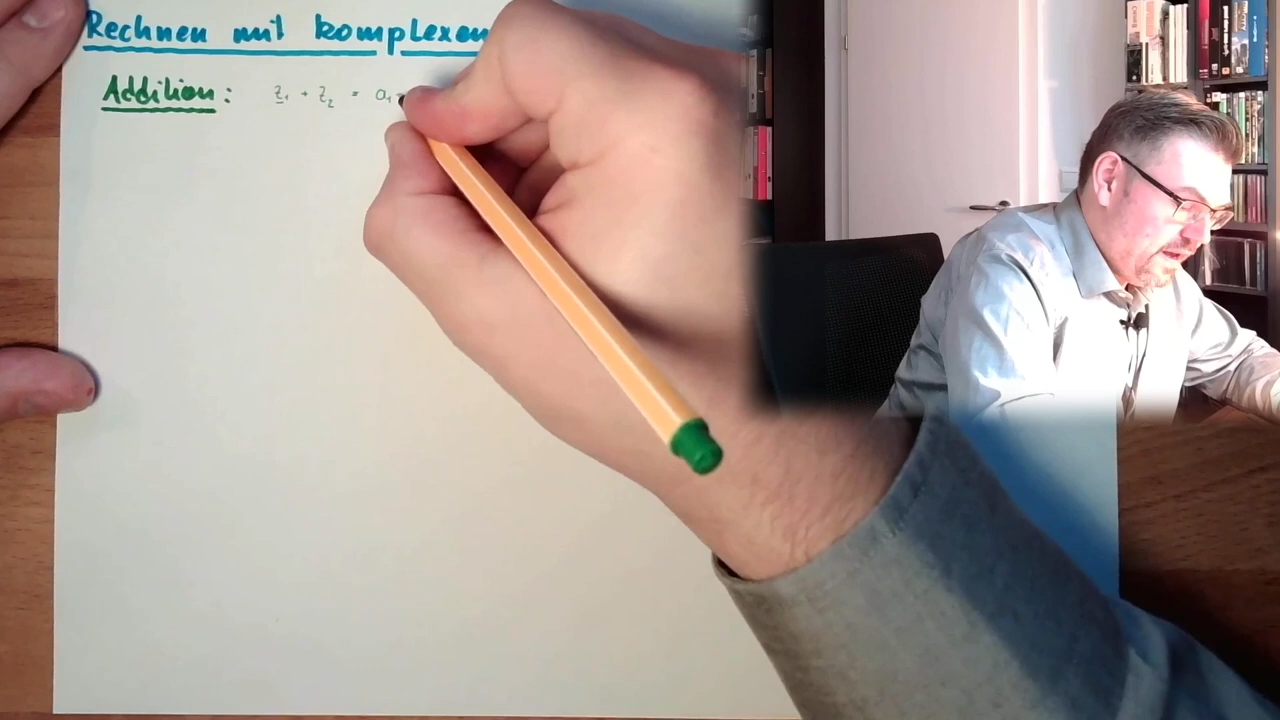 Rechnen mit komplexen
Addition: z₁ + z₂ = a₁